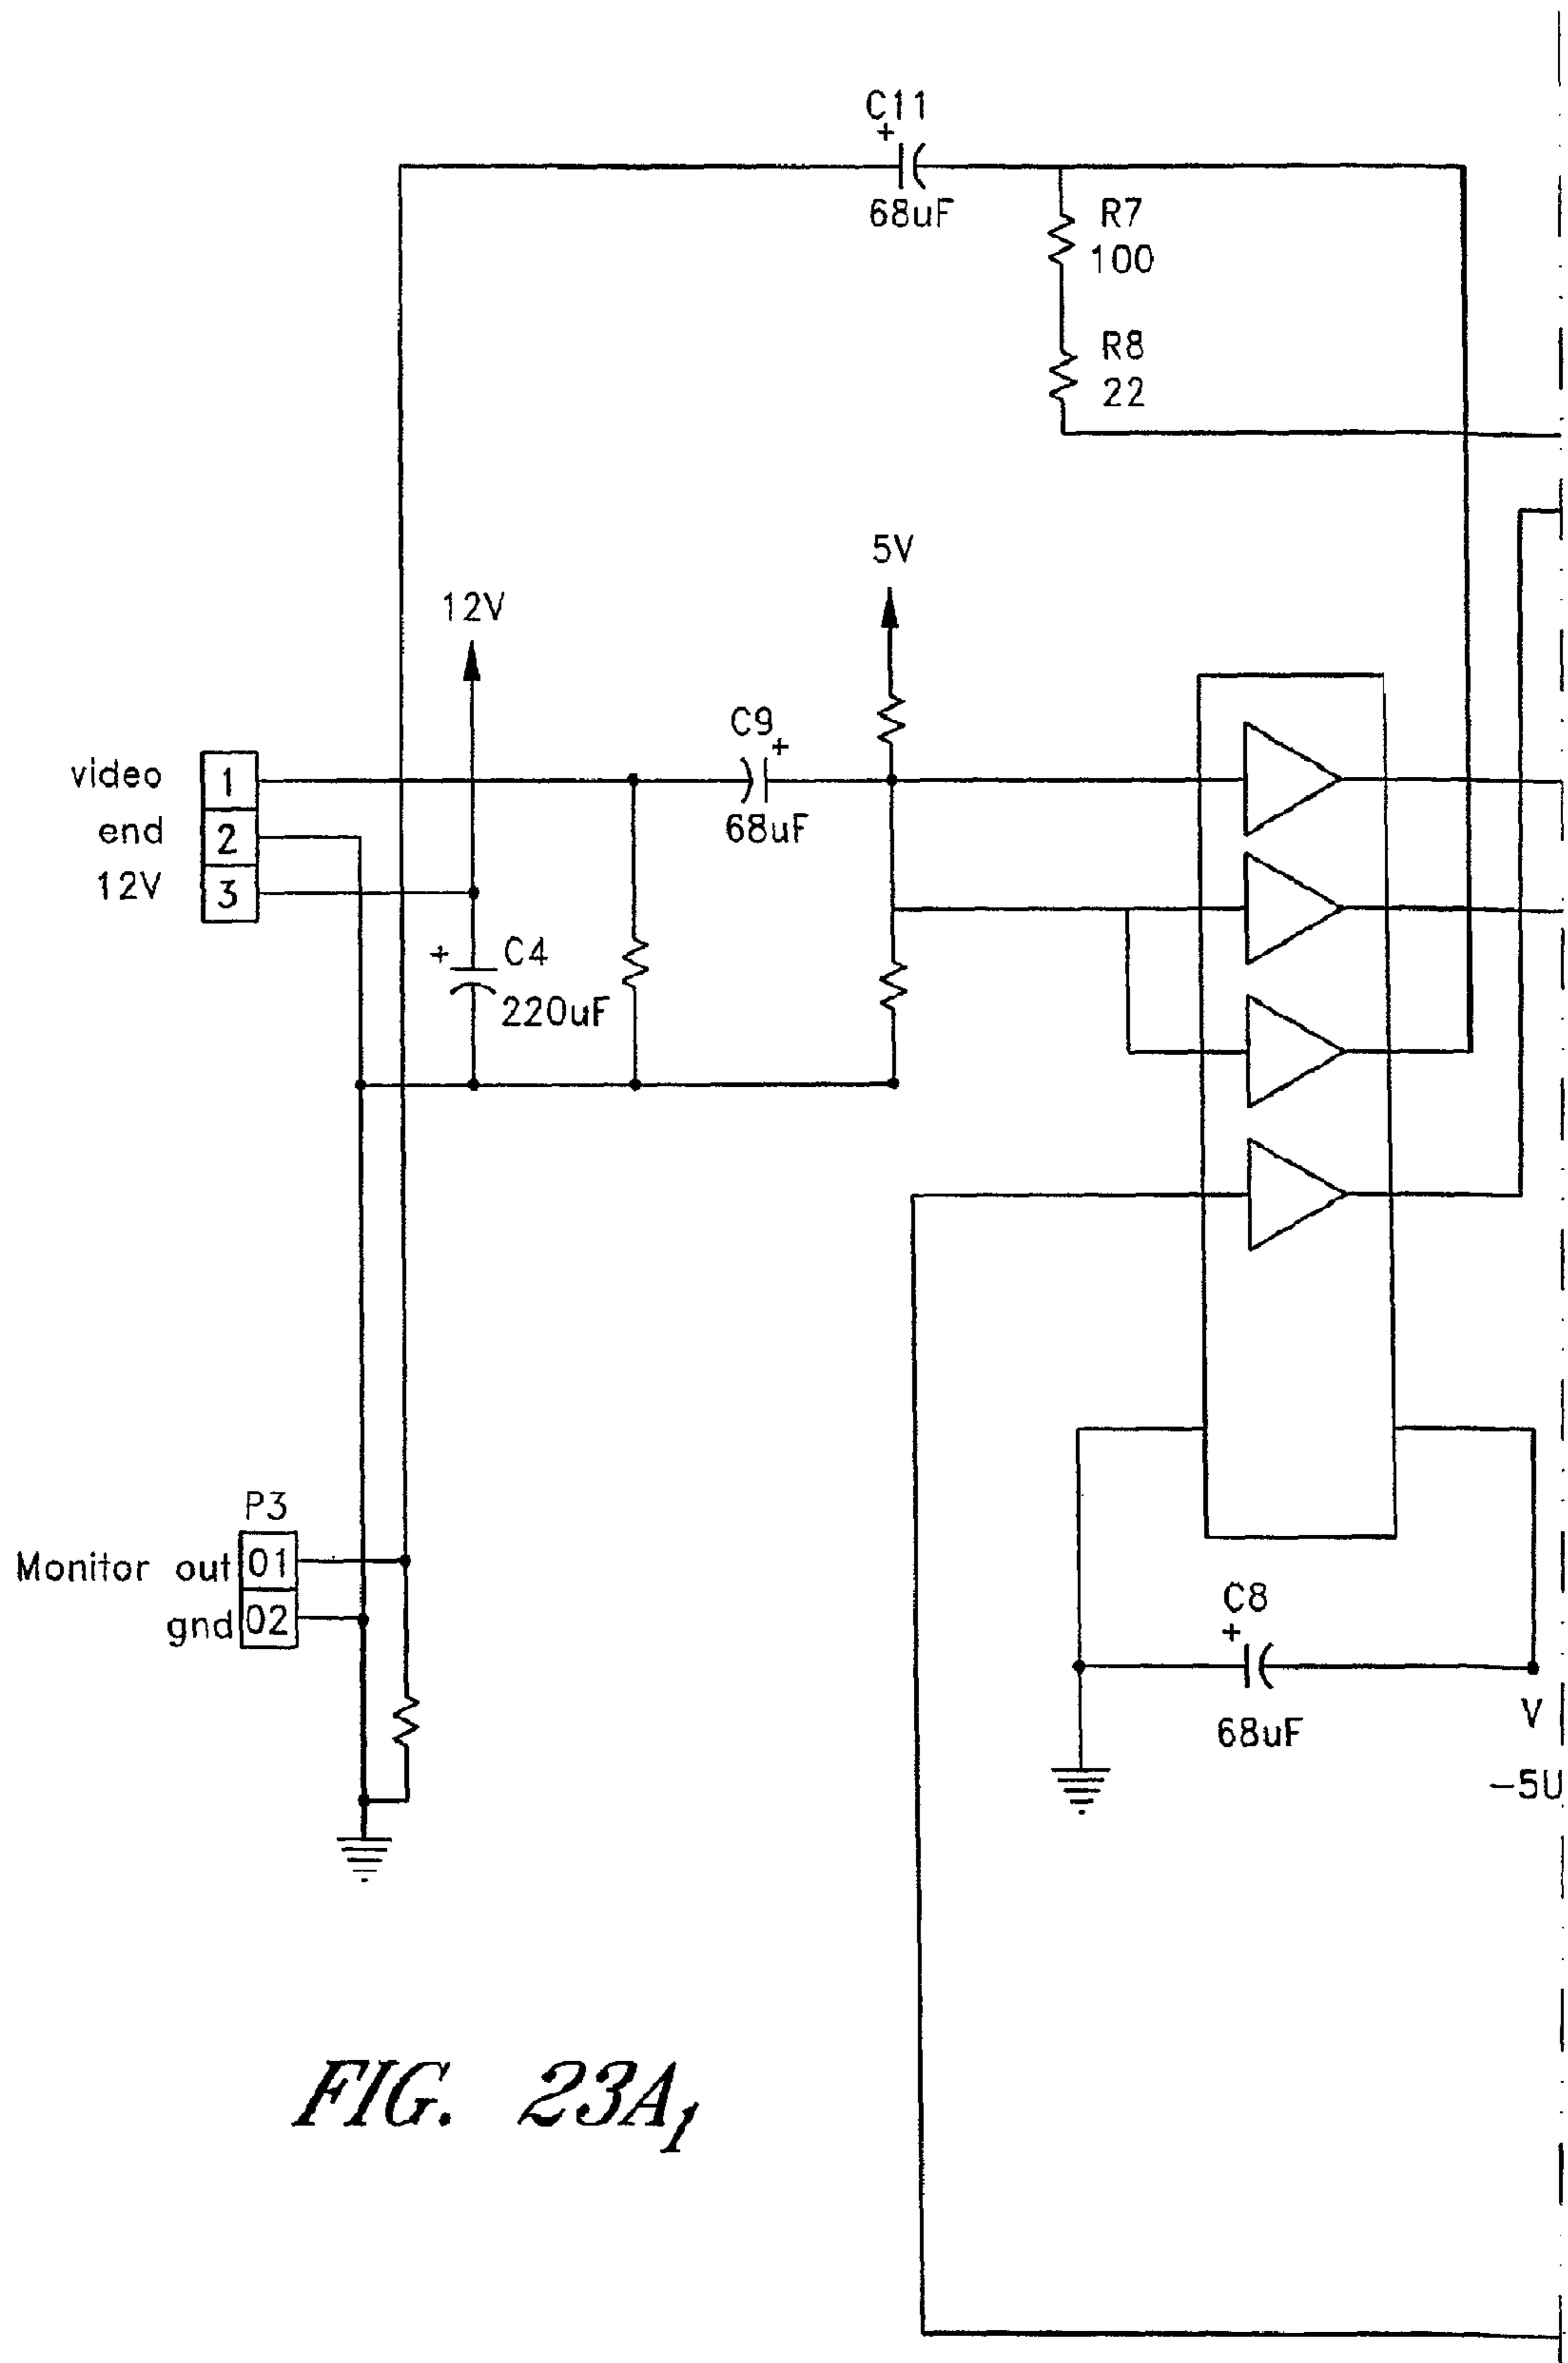 C11
+
68uF
R7
100
R8
22
5V
12V
C9
+
68uF
video 1
end 2
12V 3
+ C4
220uF
P3
Monitor out 01
gnd 02
C8
+
68uF
V
-5U
FIG. 23A1